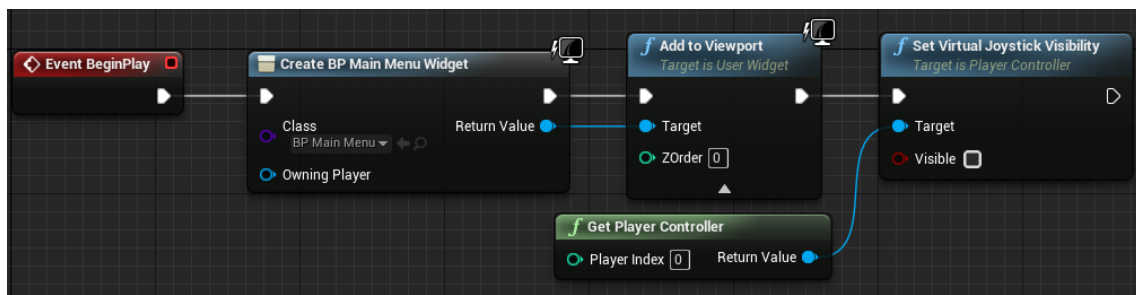 Event BeginPlay
Create BP Main Menu Widget
Class
BP Main Menu
Return Value
Owning Player
f Add to Viewport
Target is User Widget
Target
ZOrder 0
f Set Virtual Joystick Visibility
Target is Player Controller
Target
Visible
f Get Player Controller
Player Index 0
Return Value